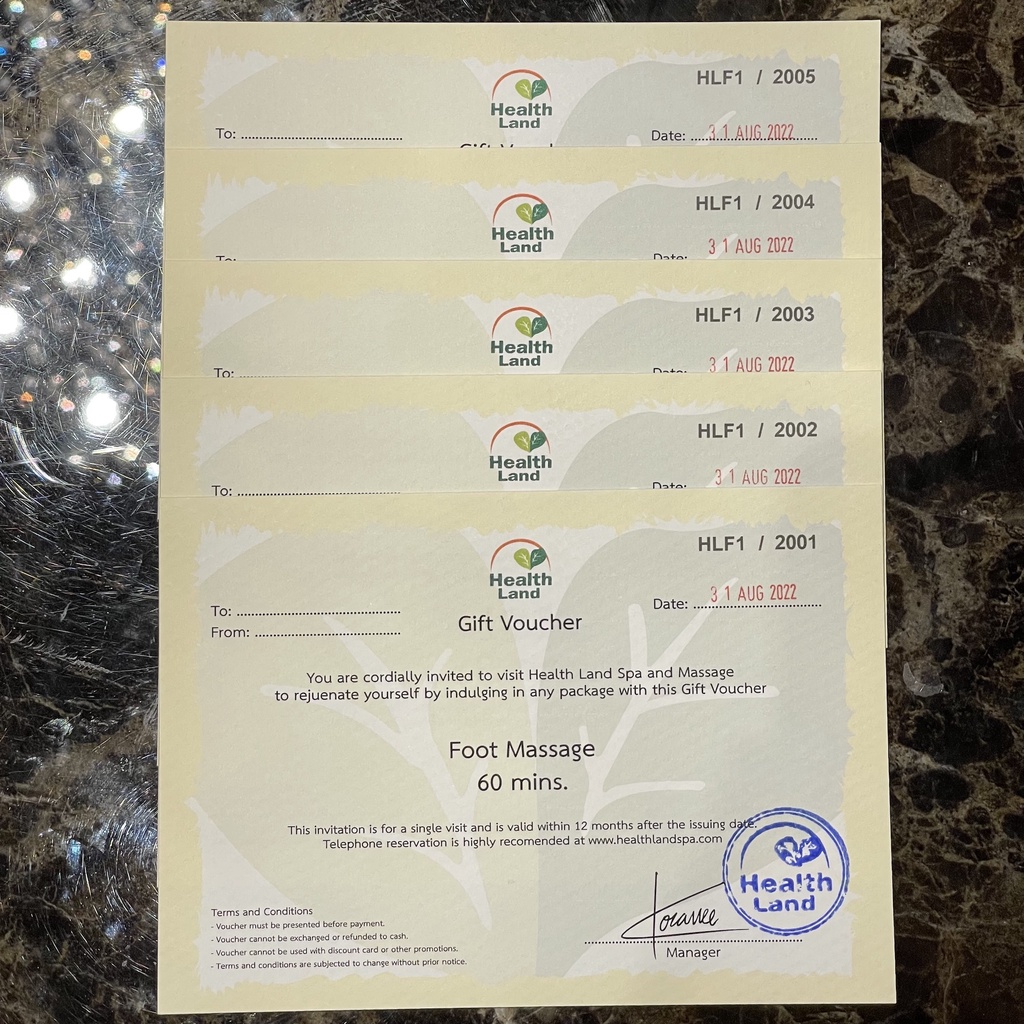 HLF1 / 2005
Health
Land
To: ........................................
Date: ........................................
31 AUG 2022
Gift Voucher
HLF1 / 2004
Health
Land
31 AUG 2022
To:
Date:
HLF1 / 2003
Health
Land
31 AUG 2022
To: ........................................
Date:
HLF1 / 2002
Health
Land
31 AUG 2022
To: ........................................
Date:
HLF1 / 2001
Health
Land
31 AUG 2022
To: ........................................
Date: ........................................
From: ........................................
Gift Voucher
You are cordially invited to visit Health Land Spa and Massage
to rejuenate yourself by indulging in any package with this Gift Voucher
Foot Massage
60 mins.
This invitation is for a single visit and is valid within 12 months after the issuing date.
Telephone reservation is highly recomended at www.healthlandspa.com
Health
Land
Terms and Conditions
- Voucher must be presented before payment.
- Voucher cannot be exchanged or refunded to cash.
- Voucher cannot be used with discount card or other promotions.
- Terms and conditions are subjected to change without prior notice.
Manager